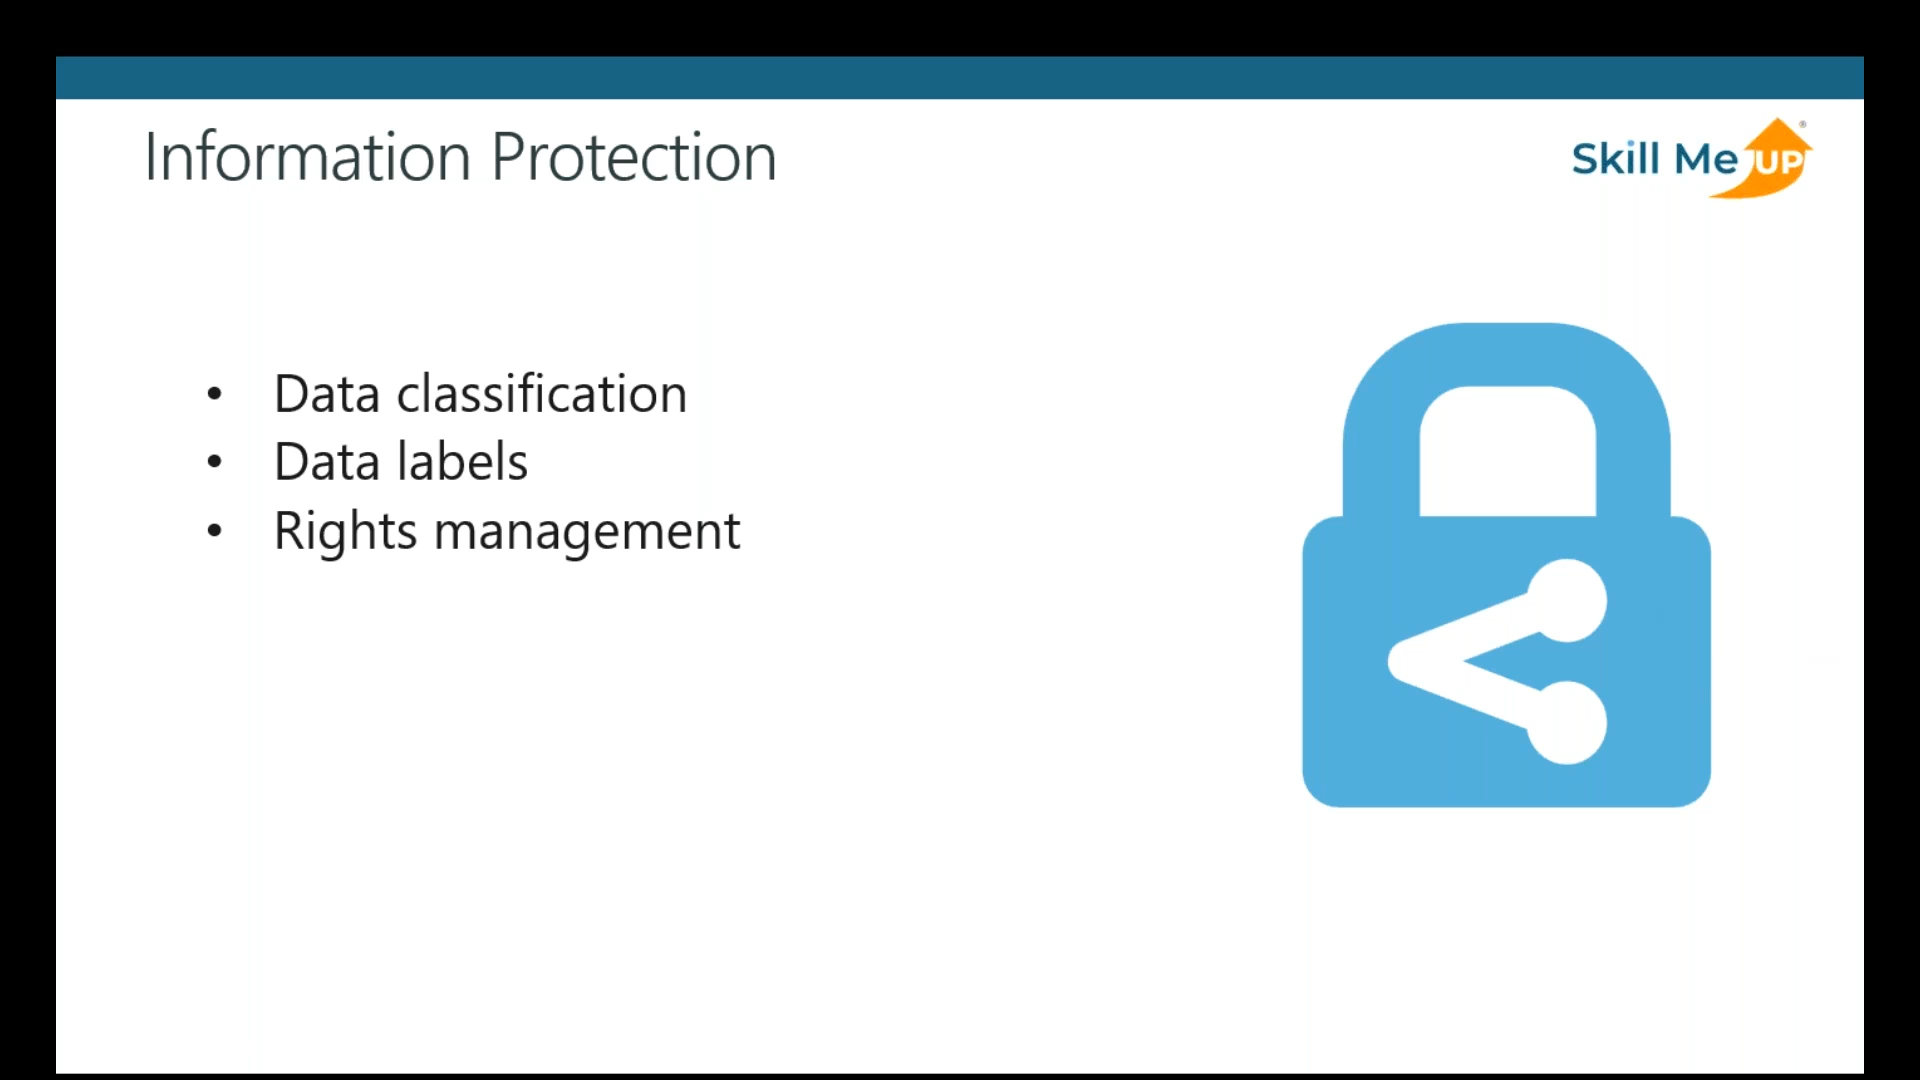 Information Protection
Skill Me UP®
• Data classification
• Data labels
• Rights management